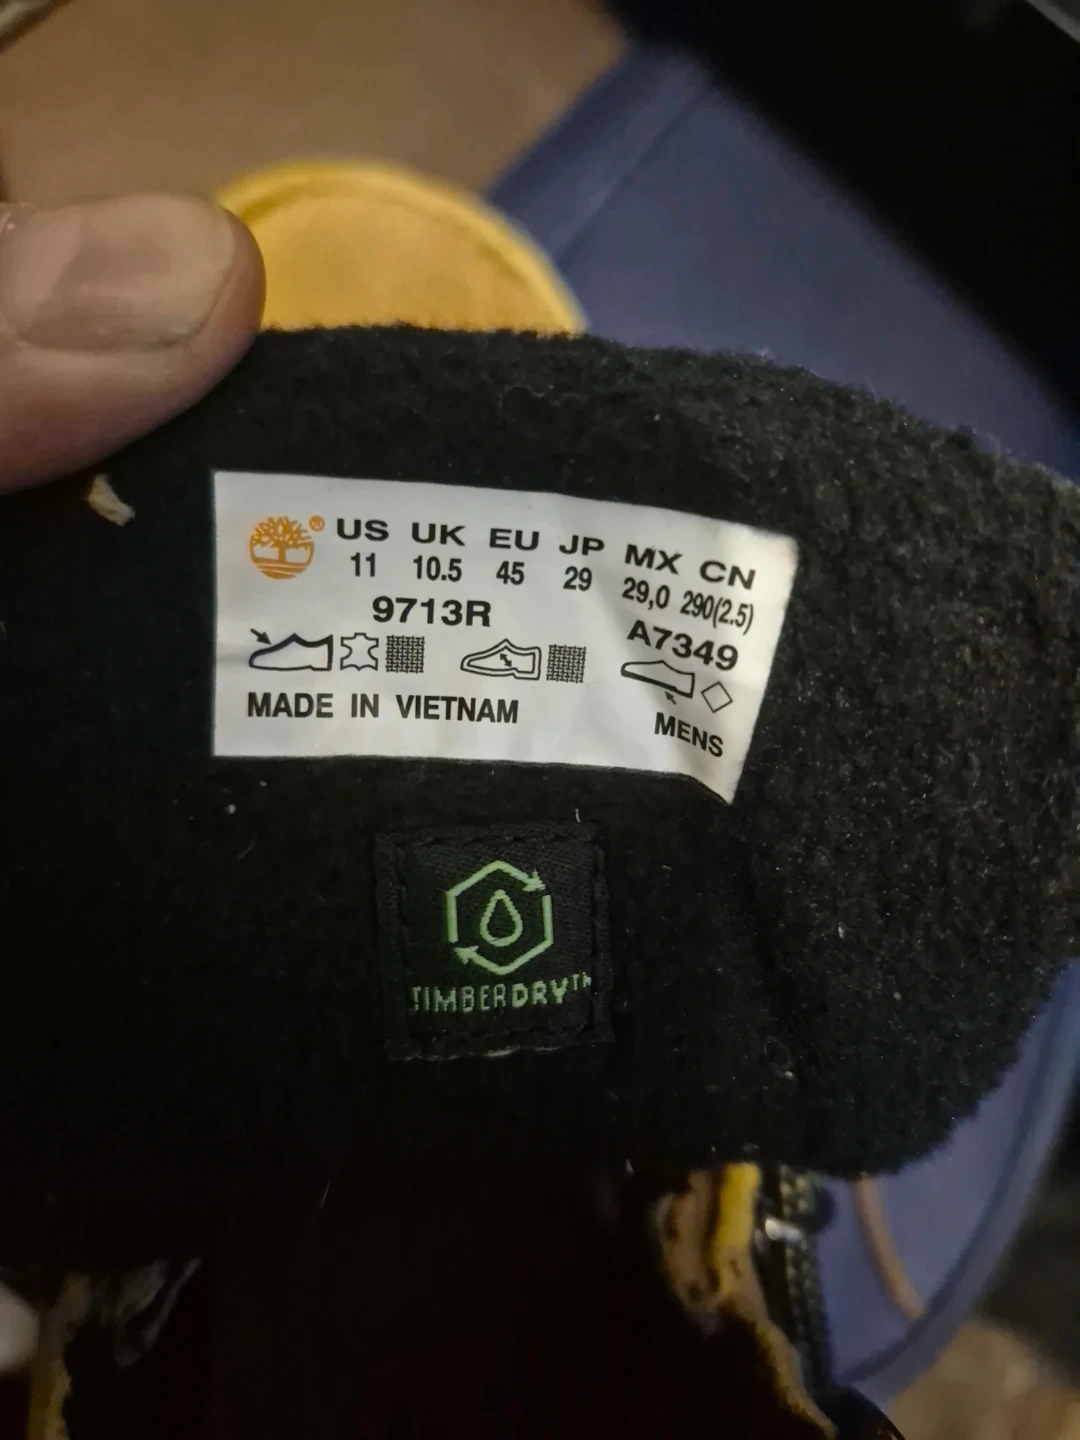 ® US UK EU JP MX CN
11 10.5 45 29 29,0 290(2.5)
9713R A7349
MADE IN VIETNAM MENS
TIMBERDRY™